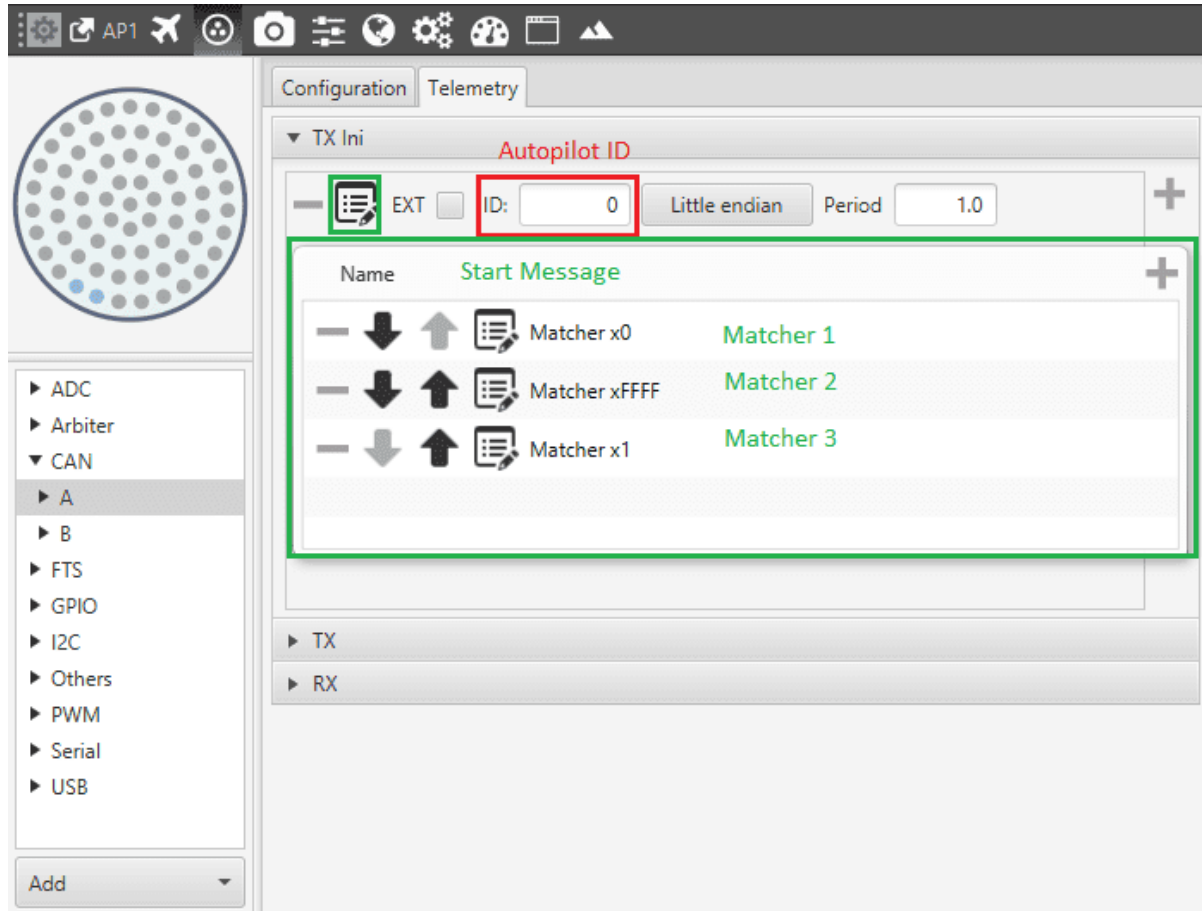 AP1
Configuration Telemetry
TX Ini
Autopilot ID
EXT ID: 0 Little endian Period 1.0
Name Start Message
Matcher x0 Matcher 1
Matcher xFFFF Matcher 2
Matcher x1 Matcher 3
TX
RX
ADC
Arbiter
CAN
A
B
FTS
GPIO
I2C
Others
PWM
Serial
USB
Add